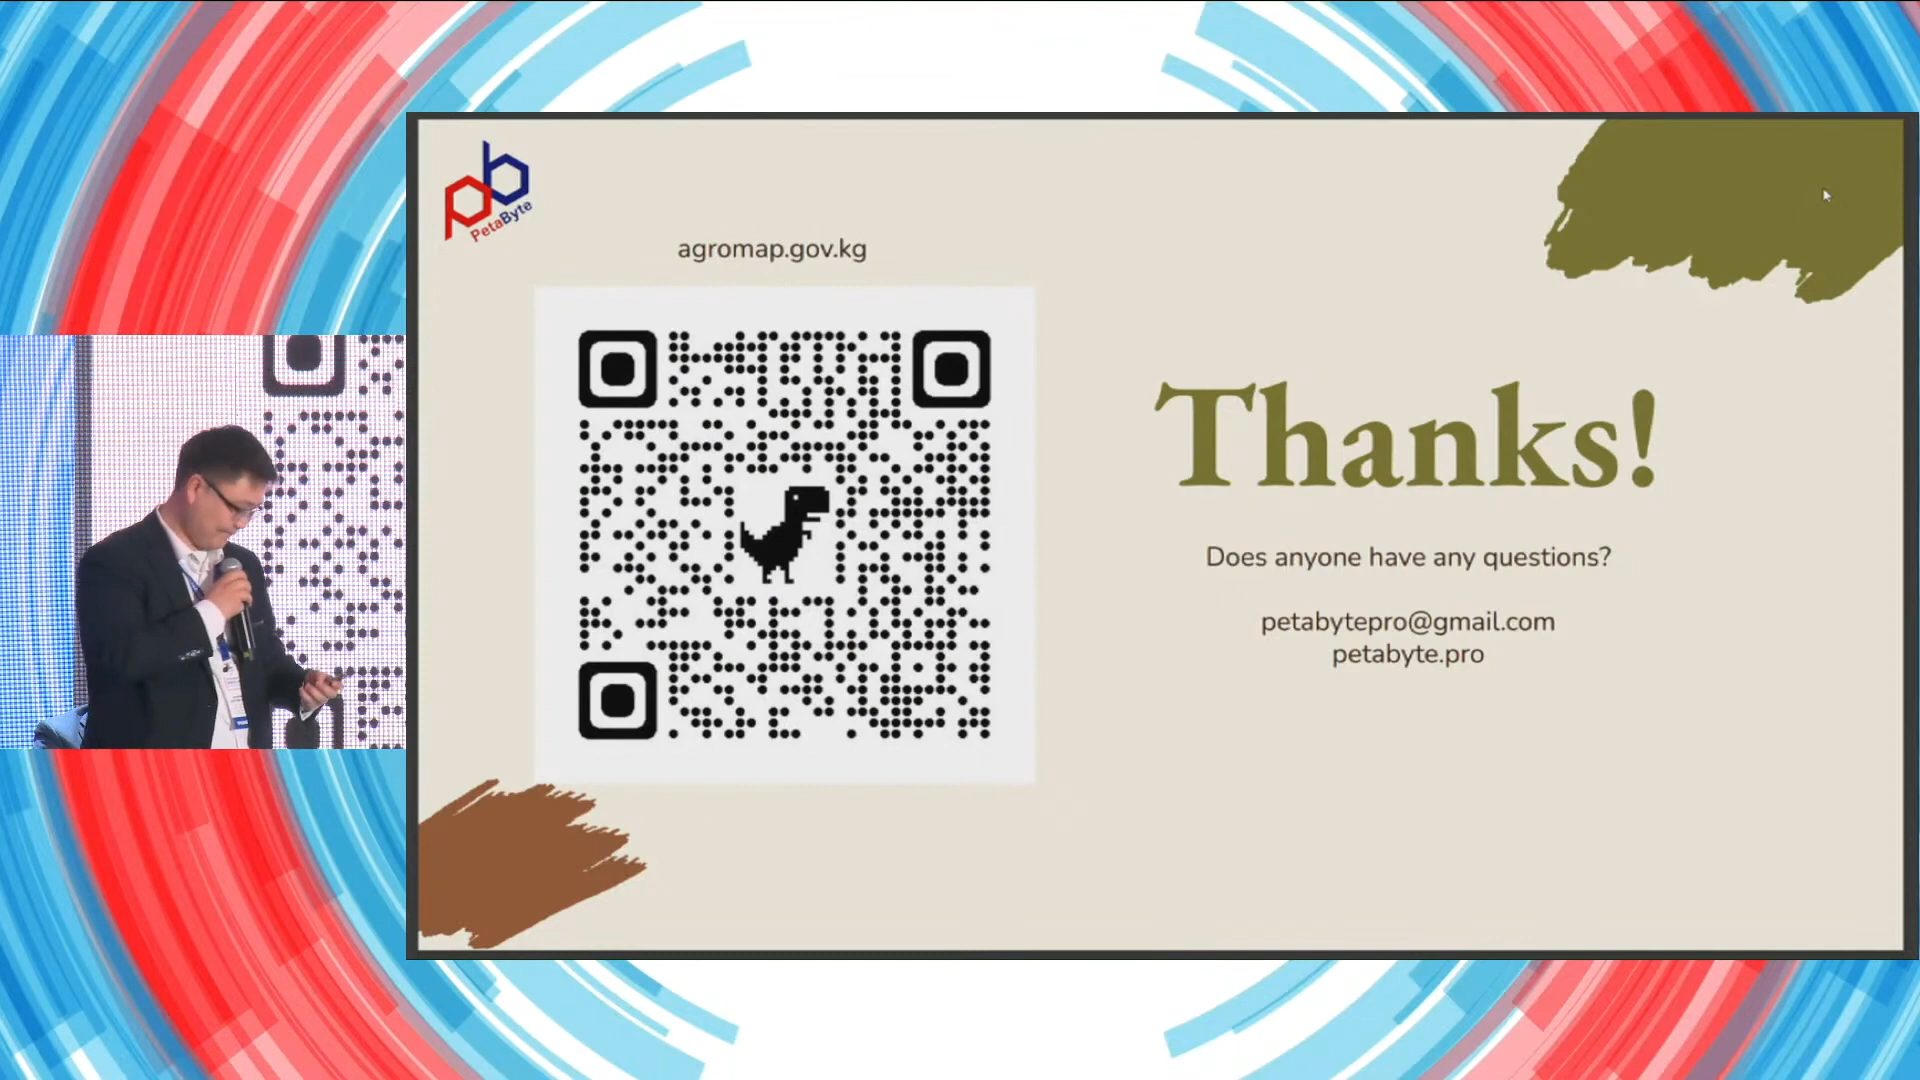 PetaByte
agromap.gov.kg
Thanks!
Does anyone have any questions?
petabytepro@gmail.com
petabyte.pro